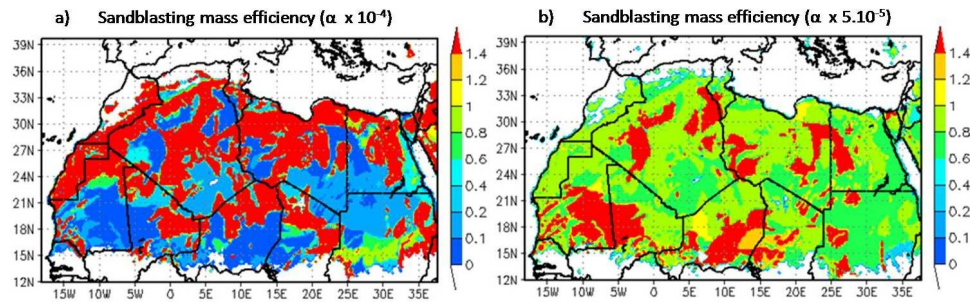 a) Sandblasting mass efficiency (α x 10-4)
39N
36N
33N
30N
27N
24N
21N
18N
15N
12N
15W 10W 5W 0 5E 10E 15E 20E 25E 30E 35E
1.4
1.2
1
0.8
0.6
0.4
0.2
0.1
0
b) Sandblasting mass efficiency (α x 5.10-5)
39N
36N
33N
30N
27N
24N
21N
18N
15N
12N
15W 10W 5W 0 5E 10E 15E 20E 25E 30E 35E
1.4
1.2
1
0.8
0.6
0.4
0.2
0.1
0